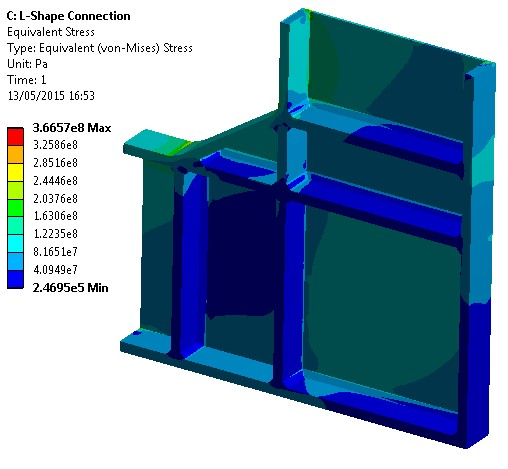 C: L-Shape Connection
Equivalent Stress
Type: Equivalent (von-Mises) Stress
Unit: Pa
Time: 1
13/05/2015 16:53
3.6657e8 Max
3.2586e8
2.8516e8
2.4446e8
2.0376e8
1.6306e8
1.2235e8
8.1651e7
4.0949e7
2.4695e5 Min